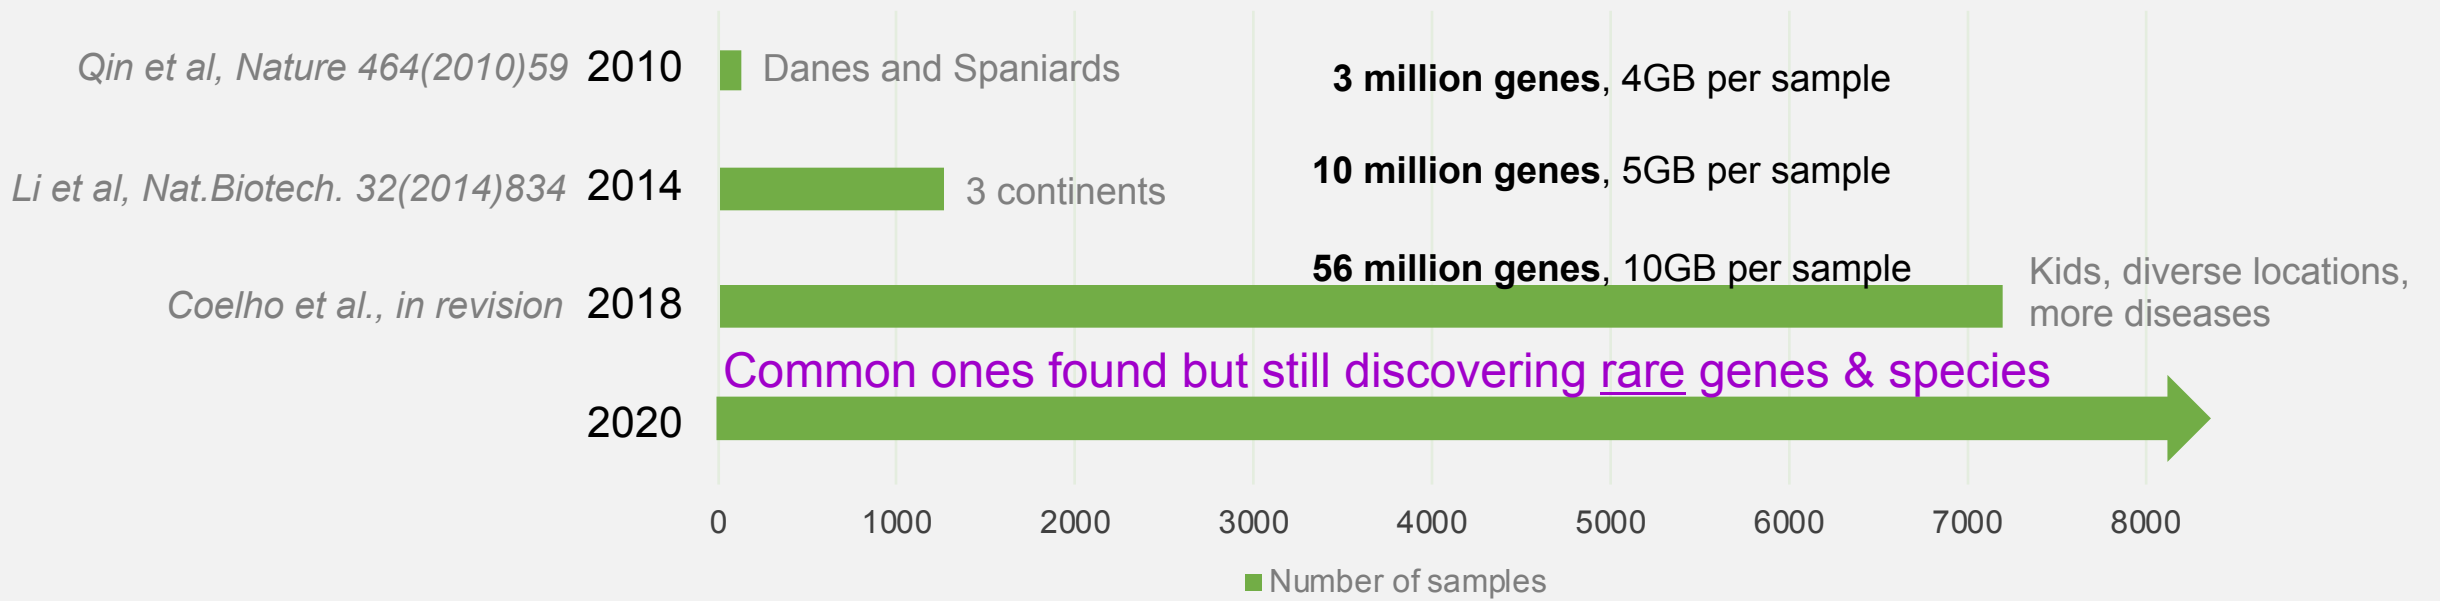 Qin et al, Nature 464(2010)59 2010 Danes and Spaniards 3 million genes, 4GB per sample
Li et al, Nat.Biotech. 32(2014)834 2014 3 continents 10 million genes, 5GB per sample
56 million genes, 10GB per sample
Coelho et al., in revision 2018 Kids, diverse locations,
more diseases
Common ones found but still discovering rare genes & species
2020
0 1000 2000 3000 4000 5000 6000 7000 8000
Number of samples